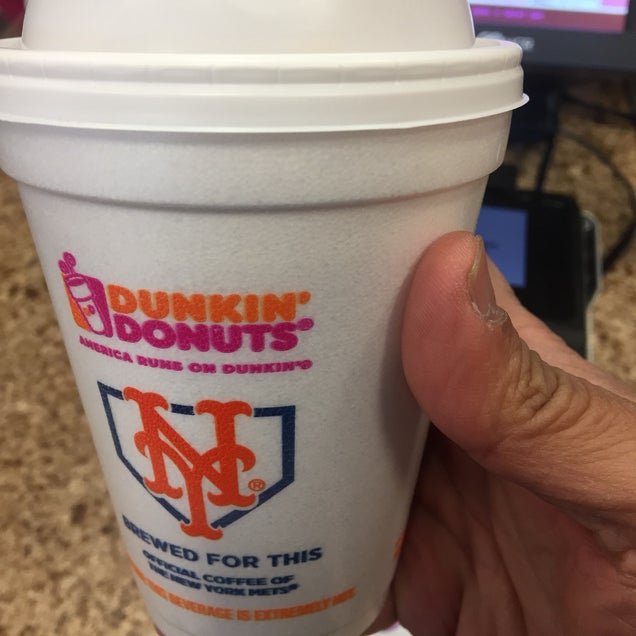 DUNKIN'
DONUTS®
AMERICA RUNS ON DUNKIN'®
NY®
BREWED FOR THIS
OFFICIAL COFFEE OF
THE NEW YORK METS®
BEVERAGE IS EXTREMELY HOT.